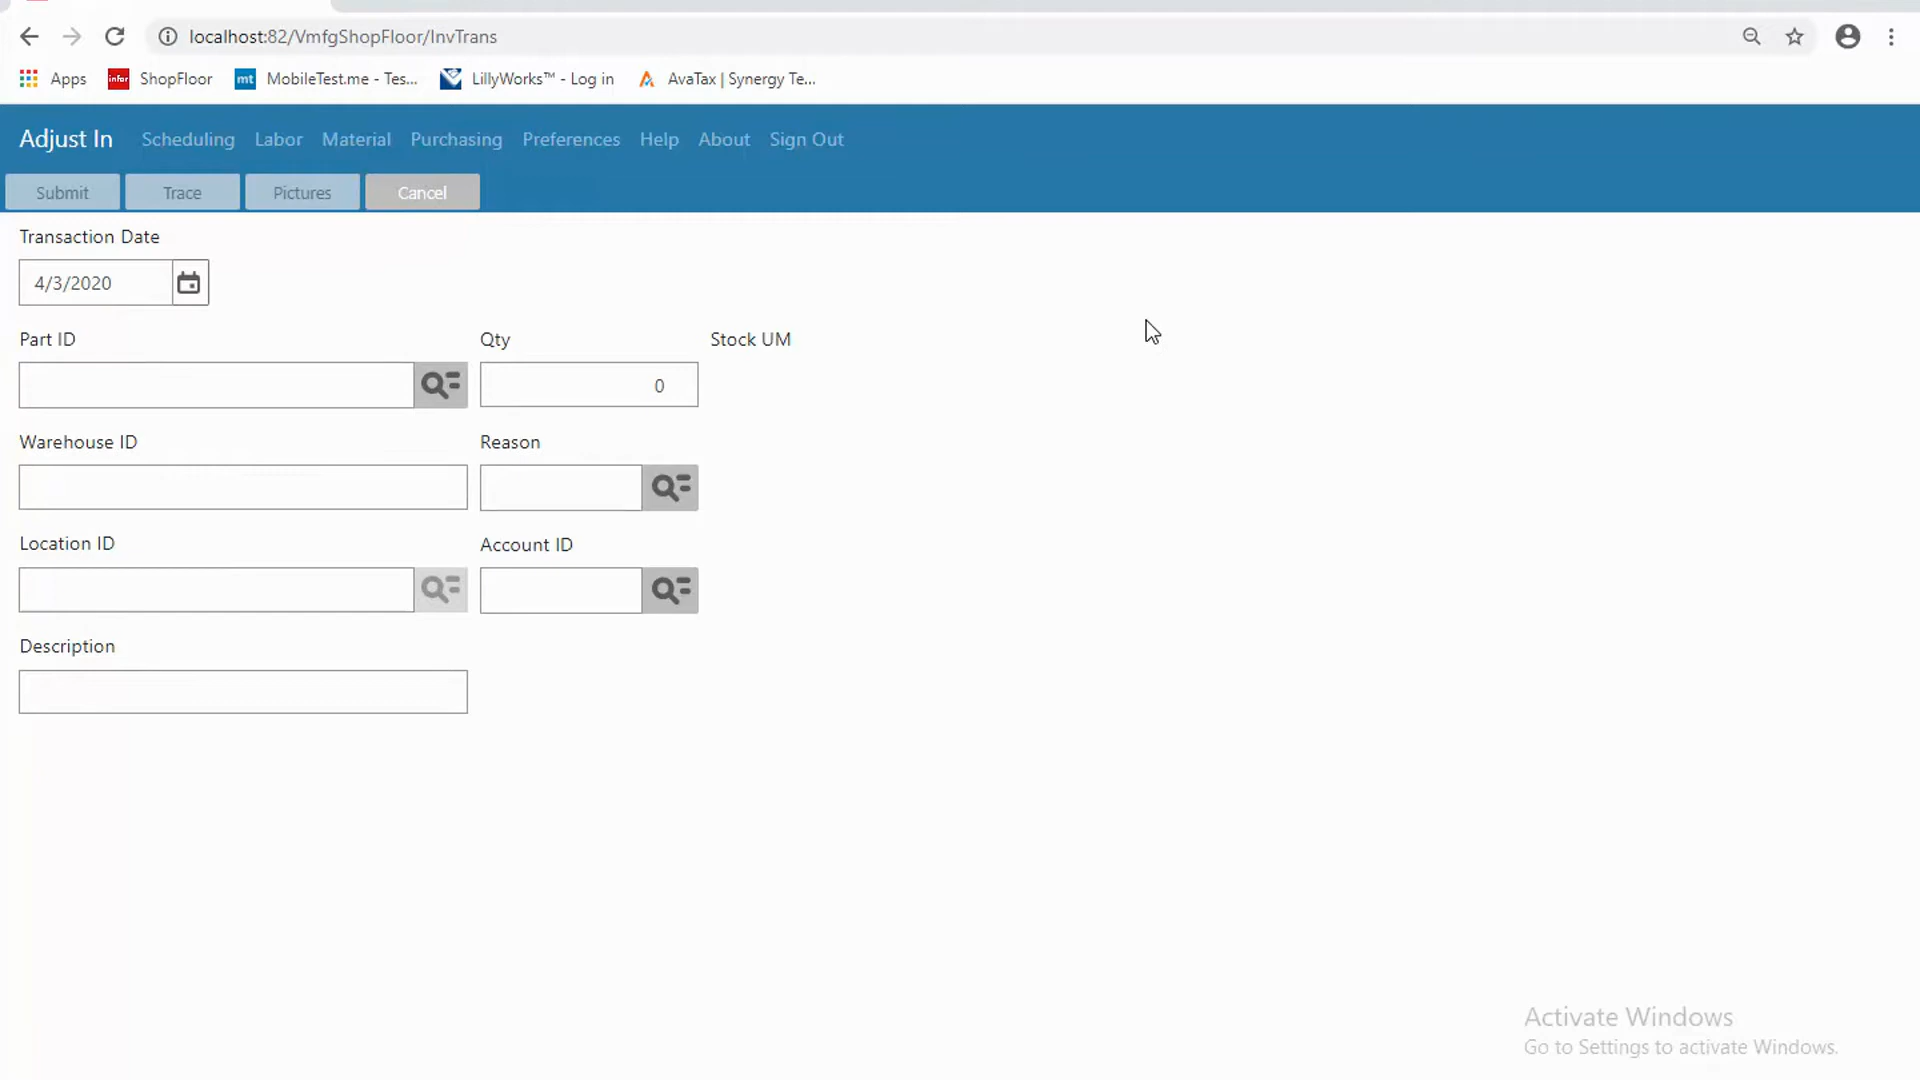 localhost:82/VmfgShopFloor/InvTrans
Apps infor ShopFloor mt MobileTest.me - Tes... LillyWorks™ - Log in AvaTax | Synergy Te...
Adjust In Scheduling Labor Material Purchasing Preferences Help About Sign Out
Submit Trace Pictures Cancel
Transaction Date
4/3/2020
Part ID Qty Stock UM
0
Warehouse ID Reason
Location ID Account ID
Description
Activate Windows
Go to Settings to activate Windows.